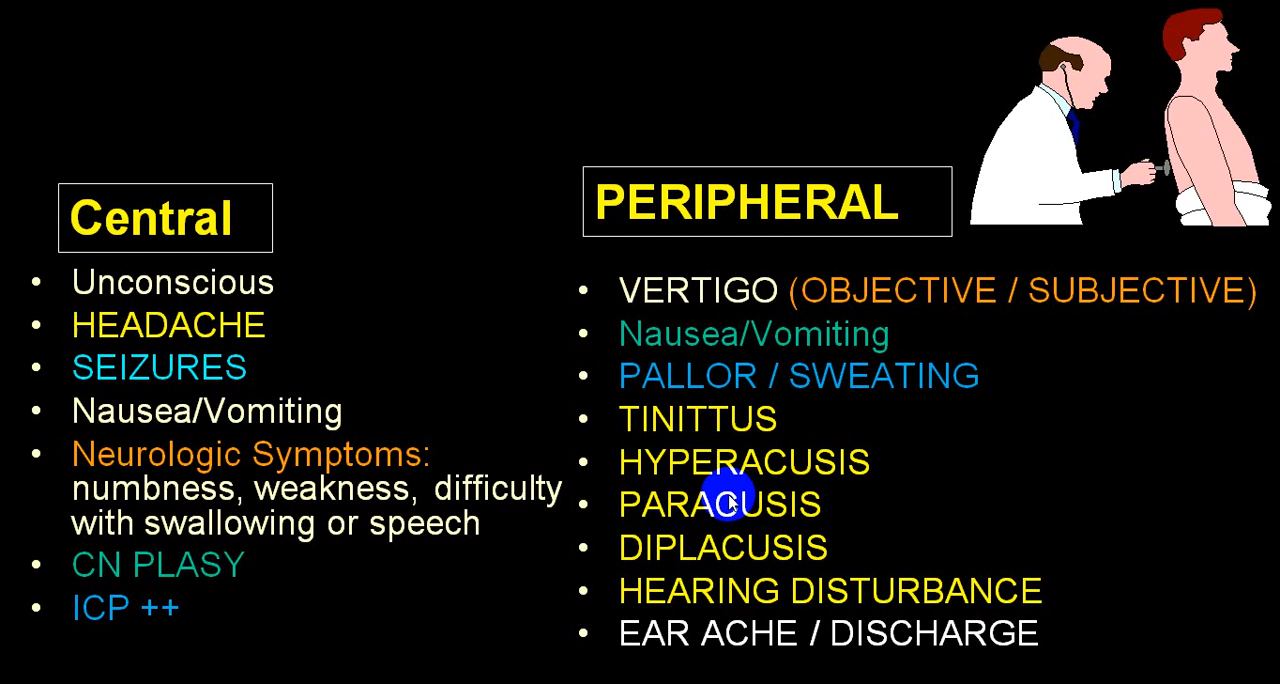 Central
• Unconscious
• HEADACHE
• SEIZURES
• Nausea/Vomiting
• Neurologic Symptoms:
numbness, weakness, difficulty
with swallowing or speech
• CN PLASY
• ICP ++
PERIPHERAL
• VERTIGO (OBJECTIVE / SUBJECTIVE)
• Nausea/Vomiting
• PALLOR / SWEATING
• TINITTUS
• HYPERACUSIS
• PARACUSIS
• DIPLACUSIS
• HEARING DISTURBANCE
• EAR ACHE / DISCHARGE